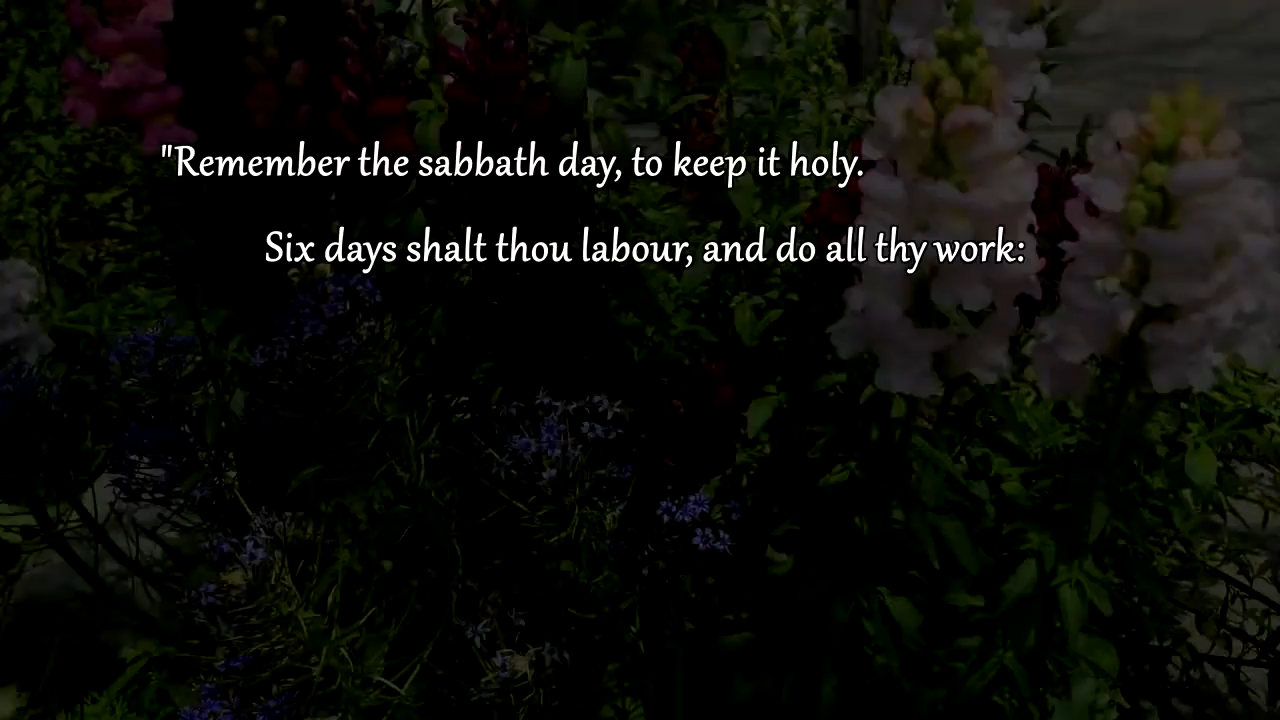 "Remember the sabbath day, to keep it holy.
Six days shalt thou labour, and do all thy work: